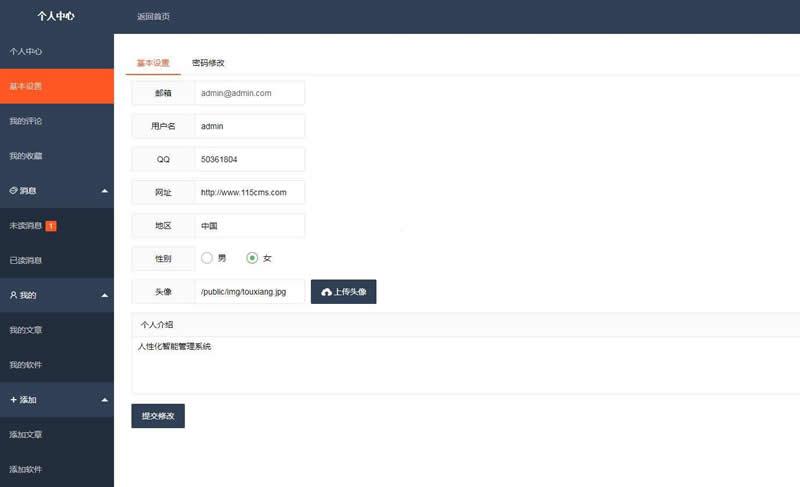 个人中心
返回首页
个人中心
基本设置
我的评论
我的收藏
消息
未读消息 1
已读消息
我的
我的文章
我的软件
添加
添加文章
添加软件
基本设置 密码修改
邮箱 admin@admin.com
用户名 admin
QQ 50361804
网址 http://www.115cms.com
地区 中国
性别 男 女
头像 /public/img/touxiang.jpg 上传头像
个人介绍
人性化智能管理系统
提交修改